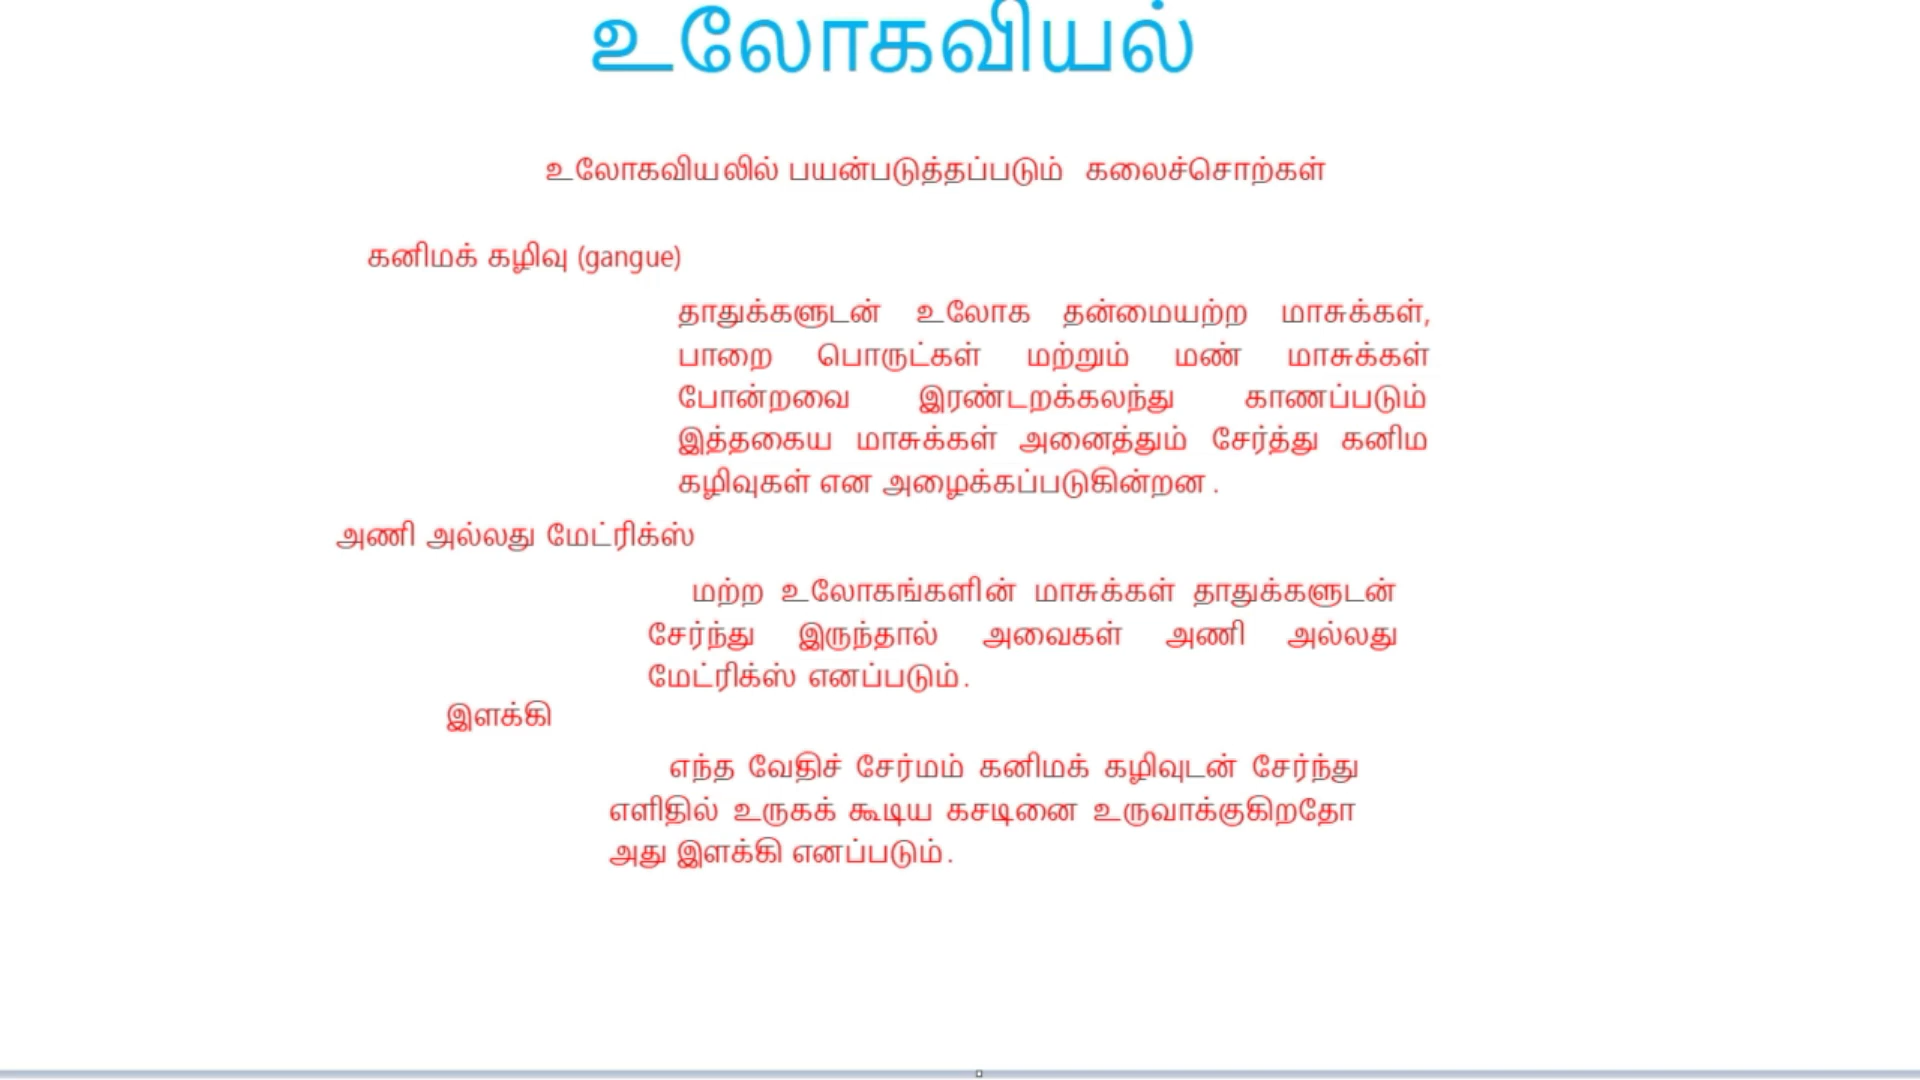 உலோகவியல்
உலோகவியலில் பயன்படுத்தப்படும் கலைச்சொற்கள்
கனிமக் கழிவு (gangue)
தாதுக்களுடன் உலோக தன்மையற்ற மாசுக்கள்,
பாறை பொருட்கள் மற்றும் மண் மாசுக்கள்
போன்றவை இரண்டறக்கலந்து காணப்படும்
இத்தகைய மாசுக்கள் அனைத்தும் சேர்த்து கனிம
கழிவுகள் என அழைக்கப்படுகின்றன .
அணி அல்லது மேட்ரிக்ஸ்
மற்ற உலோகங்களின் மாசுக்கள் தாதுக்களுடன்
சேர்ந்து இருந்தால் அவைகள் அணி அல்லது
மேட்ரிக்ஸ் எனப்படும்.
இளக்கி
எந்த வேதிச் சேர்மம் கனிமக் கழிவுடன் சேர்ந்து
எளிதில் உருகக் கூடிய கசடினை உருவாக்குகிறதோ
அது இளக்கி எனப்படும்.